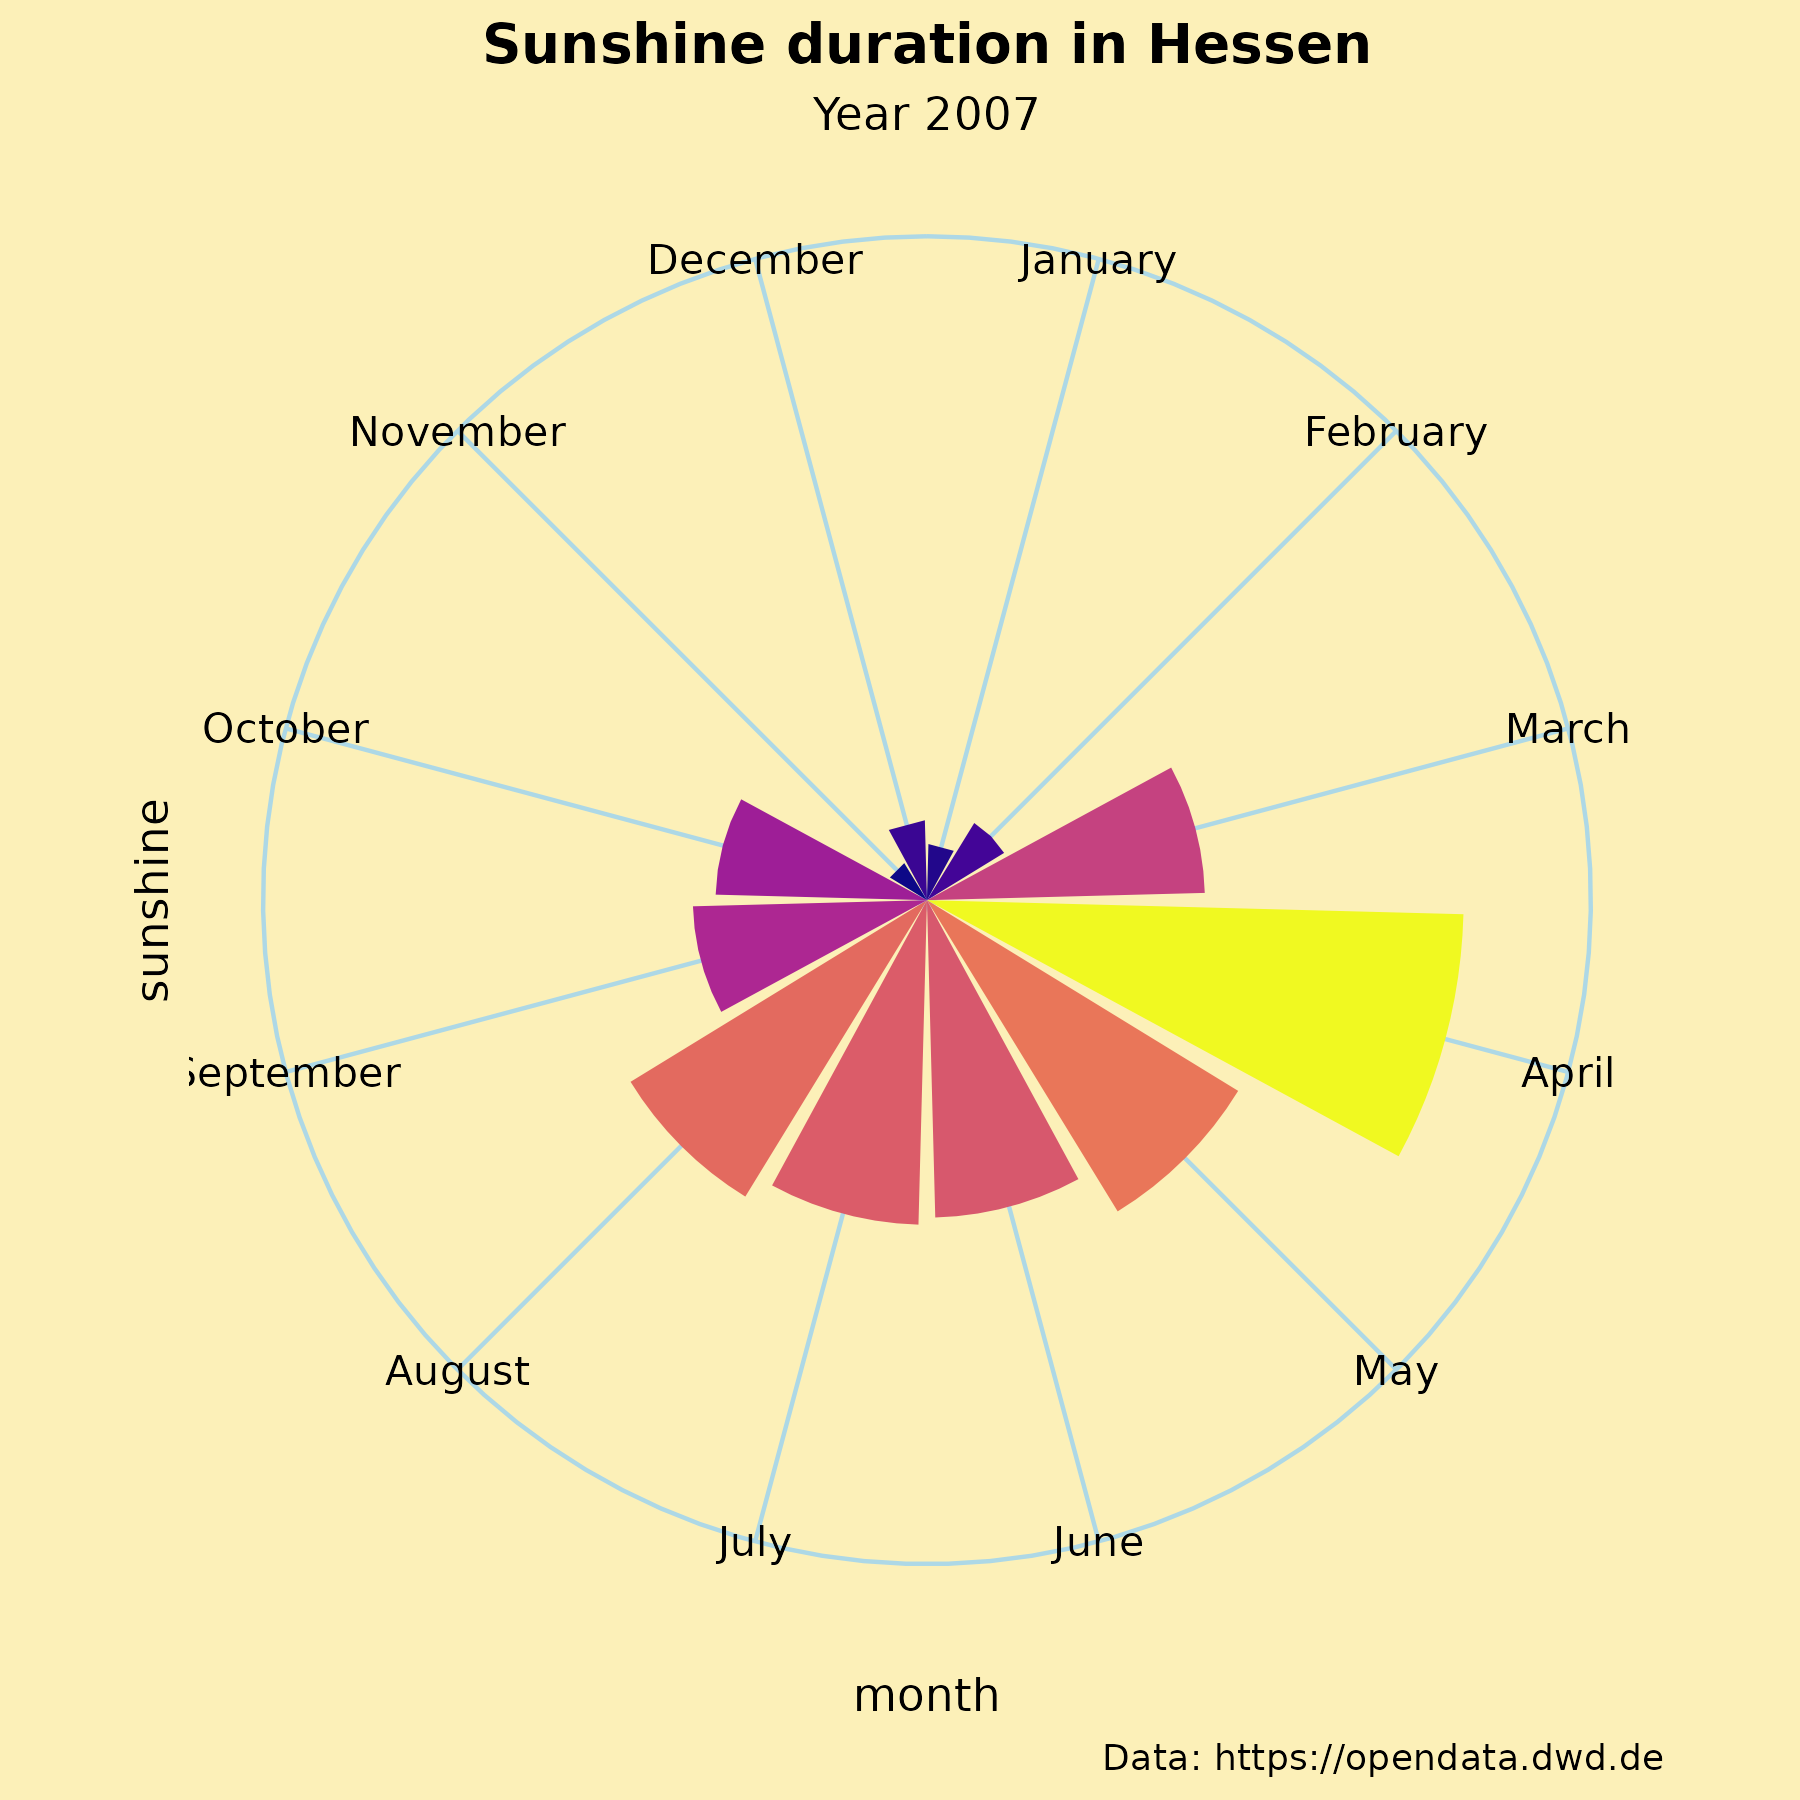 Sunshine duration in Hessen
Year 2007
December
January
November
February
October
March
sunshine
September
April
August
May
July
June
month
Data: https://opendata.dwd.de